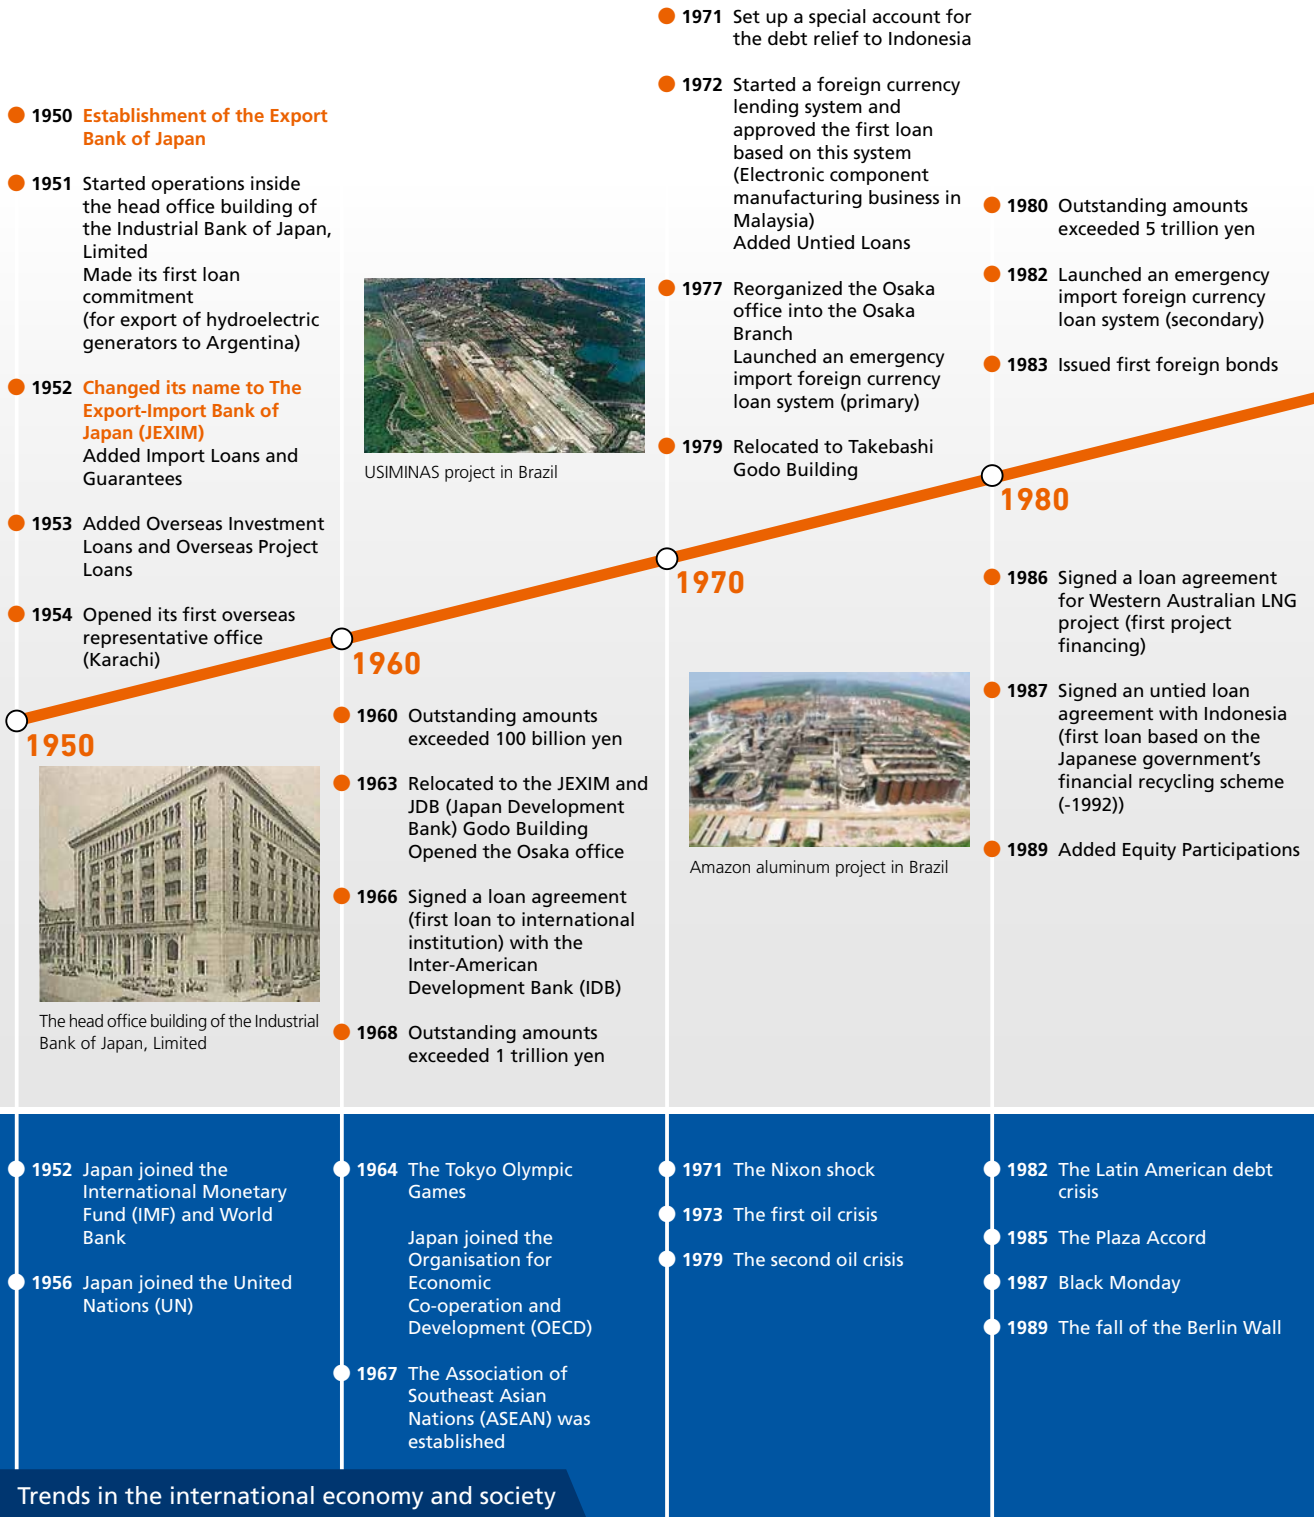 1950 Establishment of the Export
Bank of Japan
1951 Started operations inside
the head office building of
the Industrial Bank of Japan,
Limited
Made its first loan
commitment
(for export of hydroelectric
generators to Argentina)
1952 Changed its name to The
Export-Import Bank of
Japan (JEXIM)
Added Import Loans and
Guarantees
1953 Added Overseas Investment
Loans and Overseas Project
Loans
1954 Opened its first overseas
representative office
(Karachi)
1950
The head office building of the Industrial
Bank of Japan, Limited
USIMINAS project in Brazil
1960
1960 Outstanding amounts
exceeded 100 billion yen
1963 Relocated to the JEXIM and
JDB (Japan Development
Bank) Godo Building
Opened the Osaka office
1966 Signed a loan agreement
(first loan to international
institution) with the
Inter-American
Development Bank (IDB)
1968 Outstanding amounts
exceeded 1 trillion yen
1971 Set up a special account for
the debt relief to Indonesia
1972 Started a foreign currency
lending system and
approved the first loan
based on this system
(Electronic component
manufacturing business in
Malaysia)
Added Untied Loans
1977 Reorganized the Osaka
office into the Osaka
Branch
Launched an emergency
import foreign currency
loan system (primary)
1979 Relocated to Takebashi
Godo Building
1970
Amazon aluminum project in Brazil
1980 Outstanding amounts
exceeded 5 trillion yen
1982 Launched an emergency
import foreign currency
loan system (secondary)
1983 Issued first foreign bonds
1980
1986 Signed a loan agreement
for Western Australian LNG
project (first project
financing)
1987 Signed an untied loan
agreement with Indonesia
(first loan based on the
Japanese government's
financial recycling scheme
(-1992))
1989 Added Equity Participations
1952 Japan joined the
International Monetary
Fund (IMF) and World
Bank
1956 Japan joined the United
Nations (UN)
1964 The Tokyo Olympic
Games
Japan joined the
Organisation for
Economic
Co-operation and
Development (OECD)
1967 The Association of
Southeast Asian
Nations (ASEAN) was
established
1971 The Nixon shock
1973 The first oil crisis
1979 The second oil crisis
1982 The Latin American debt
crisis
1985 The Plaza Accord
1987 Black Monday
1989 The fall of the Berlin Wall
Trends in the international economy and society